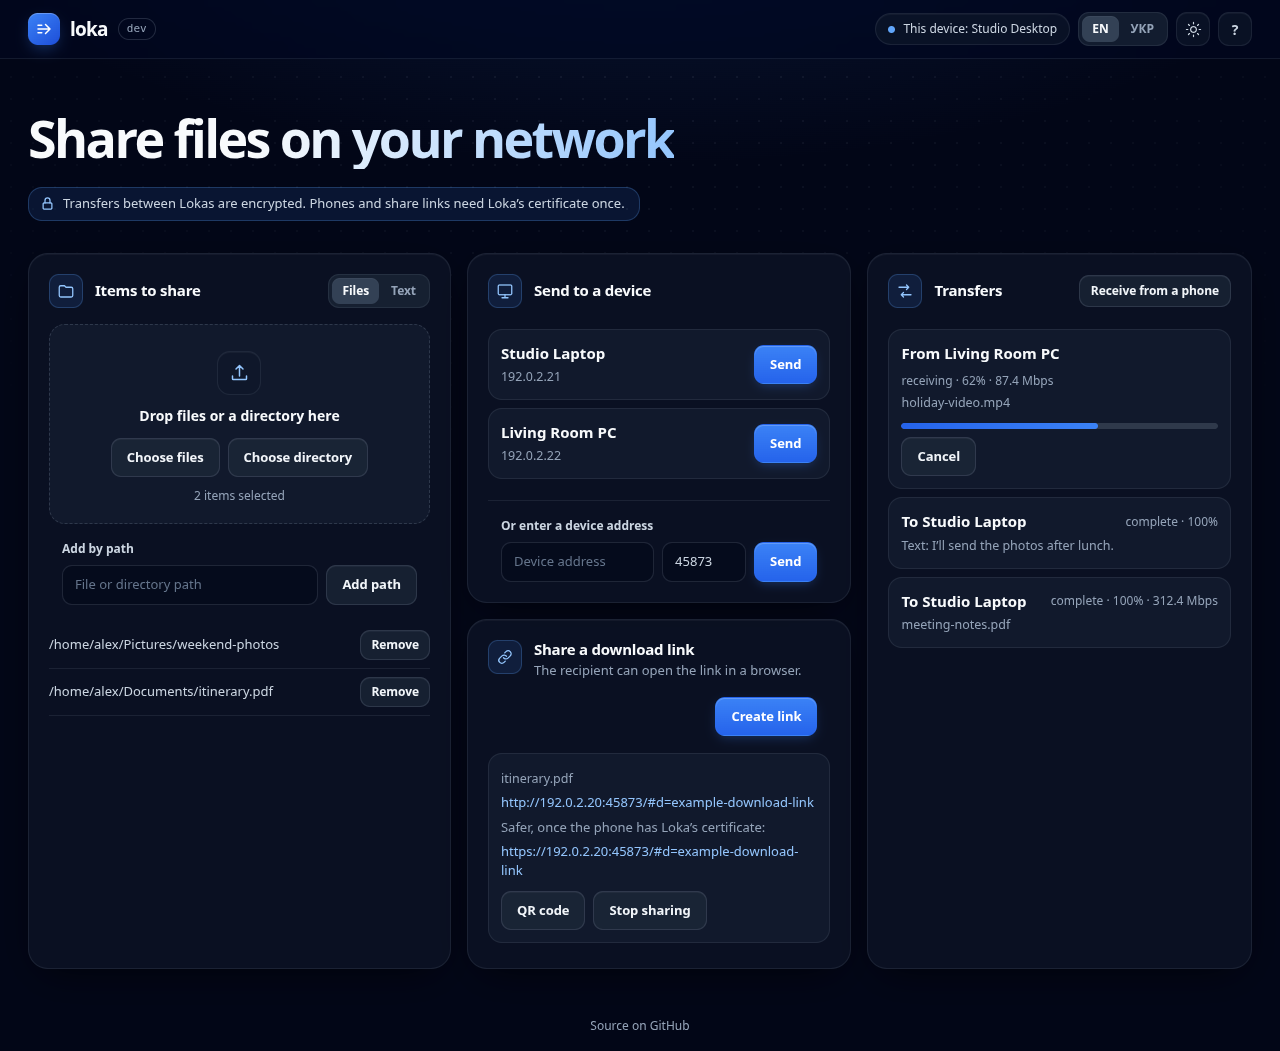 loka dev
This device: Studio Desktop
EN УКР
?
Share files on your network
Transfers between Lokas are encrypted. Phones and share links need Loka’s certificate once.
Items to share
Files Text
Drop files or a directory here
Choose files Choose directory
2 items selected
Add by path
File or directory path Add path
/home/alex/Pictures/weekend-photos Remove
/home/alex/Documents/itinerary.pdf Remove
Send to a device
Studio Laptop
192.0.2.21
Send
Living Room PC
192.0.2.22
Send
Or enter a device address
Device address 45873 Send
Share a download link
The recipient can open the link in a browser.
Create link
itinerary.pdf
http://192.0.2.20:45873/#d=example-download-link
Safer, once the phone has Loka’s certificate:
https://192.0.2.20:45873/#d=example-download-
link
QR code Stop sharing
Transfers
Receive from a phone
From Living Room PC
receiving · 62% · 87.4 Mbps
holiday-video.mp4
Cancel
To Studio Laptop complete · 100%
Text: I’ll send the photos after lunch.
To Studio Laptop complete · 100% · 312.4 Mbps
meeting-notes.pdf
Source on GitHub